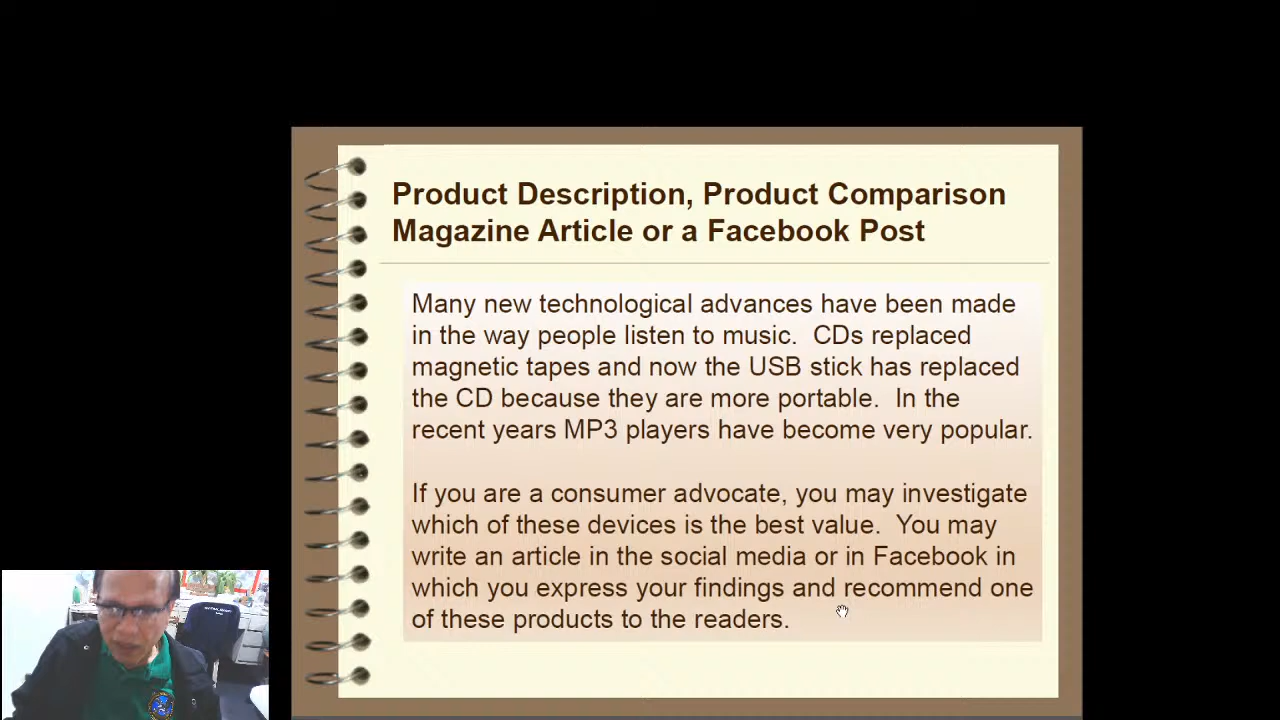 Product Description, Product Comparison
Magazine Article or a Facebook Post
Many new technological advances have been made
in the way people listen to music.  CDs replaced
magnetic tapes and now the USB stick has replaced
the CD because they are more portable.  In the
recent years MP3 players have become very popular.
If you are a consumer advocate, you may investigate
which of these devices is the best value.  You may
write an article in the social media or in Facebook in
which you express your findings and recommend one
of these products to the readers.